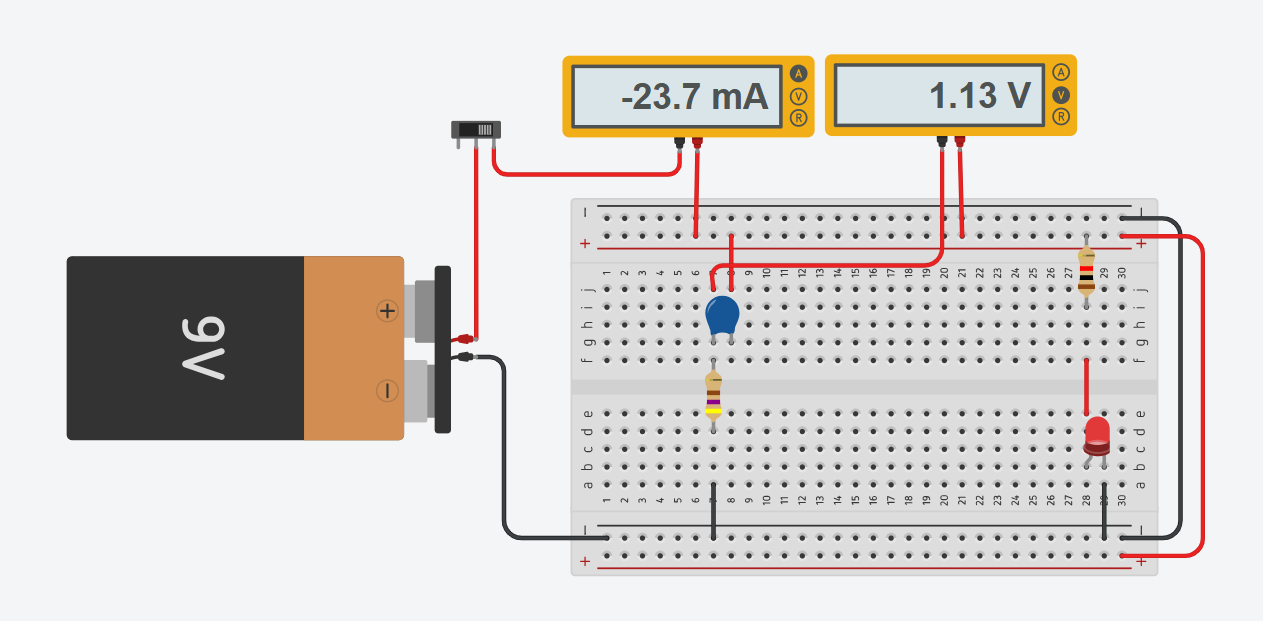 -23.7 mA
A
V
R
1.13 V
A
V
R
9V
+
−
− −
+ +
1 2 3 4 5 6 7 8 9 10 11 12 13 14 15 16 17 18 19 20 21 22 23 24 25 26 27 28 29 30
j j
i i
h h
g g
f f
e e
d d
c c
b b
a a
1 2 3 4 5 6 7 8 9 10 11 12 13 14 15 16 17 18 19 20 21 22 23 24 25 26 27 28 29 30
− −
+ +